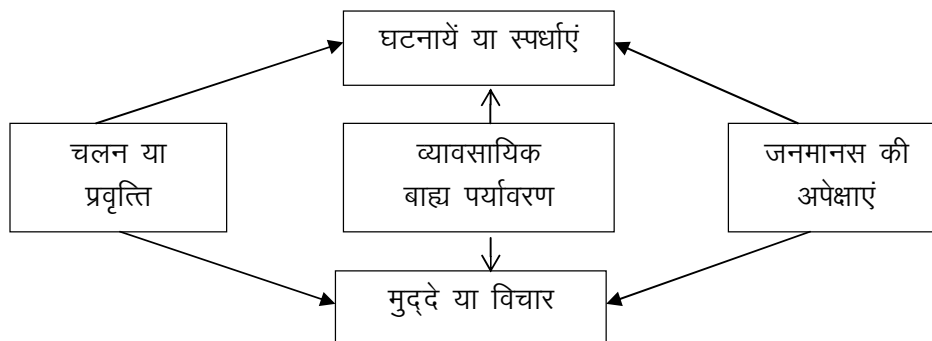 घटनायें या स्पर्धाएं
चलन या
प्रवृत्ति
व्यावसायिक
बाह्य पर्यावरण
जनमानस की
अपेक्षाएं
मुद्‌दे या विचार